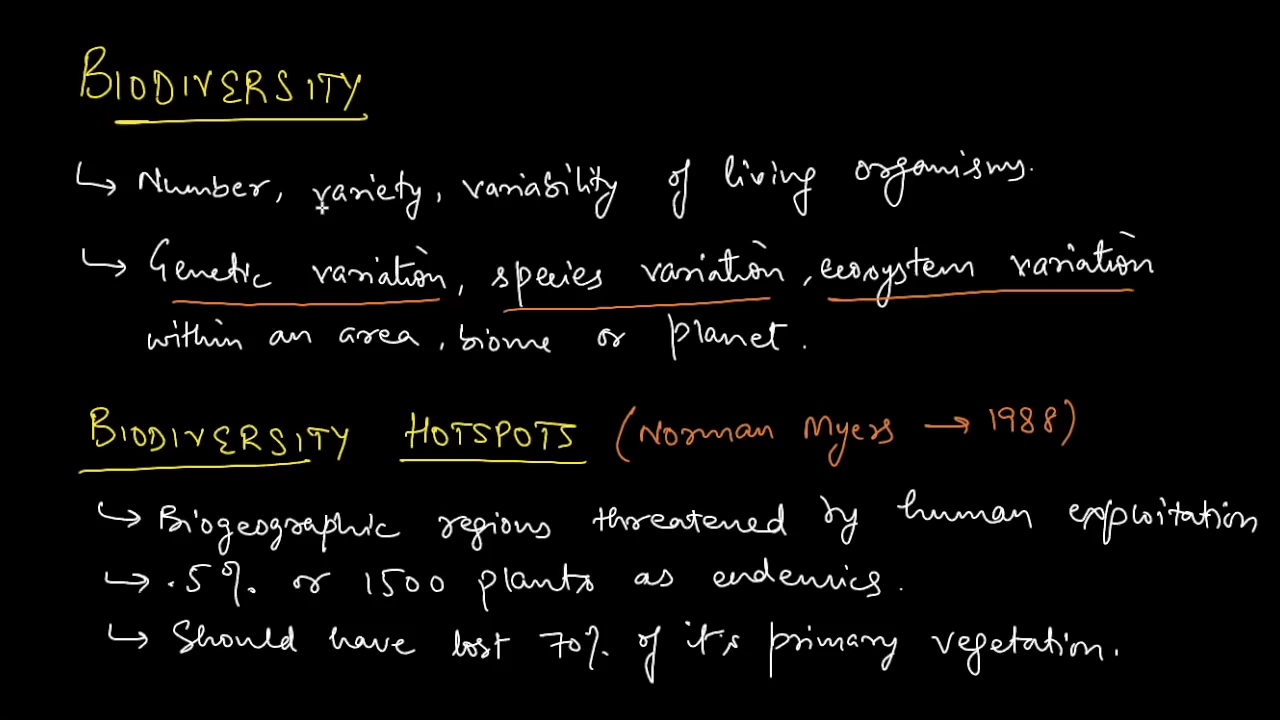 BIODIVERSITY
↳ Number, variety, variability of living organisms.
↳ Genetic variation, species variation, ecosystem variation
within an area, biome or planet.
BIODIVERSITY HOTSPOTS (Norman Myers → 1988)
↳ Biogeographic regions threatened by human exploitation
↳ .5% or 1500 plants as endemics.
↳ Should have lost 70% of it's primary vegetation.